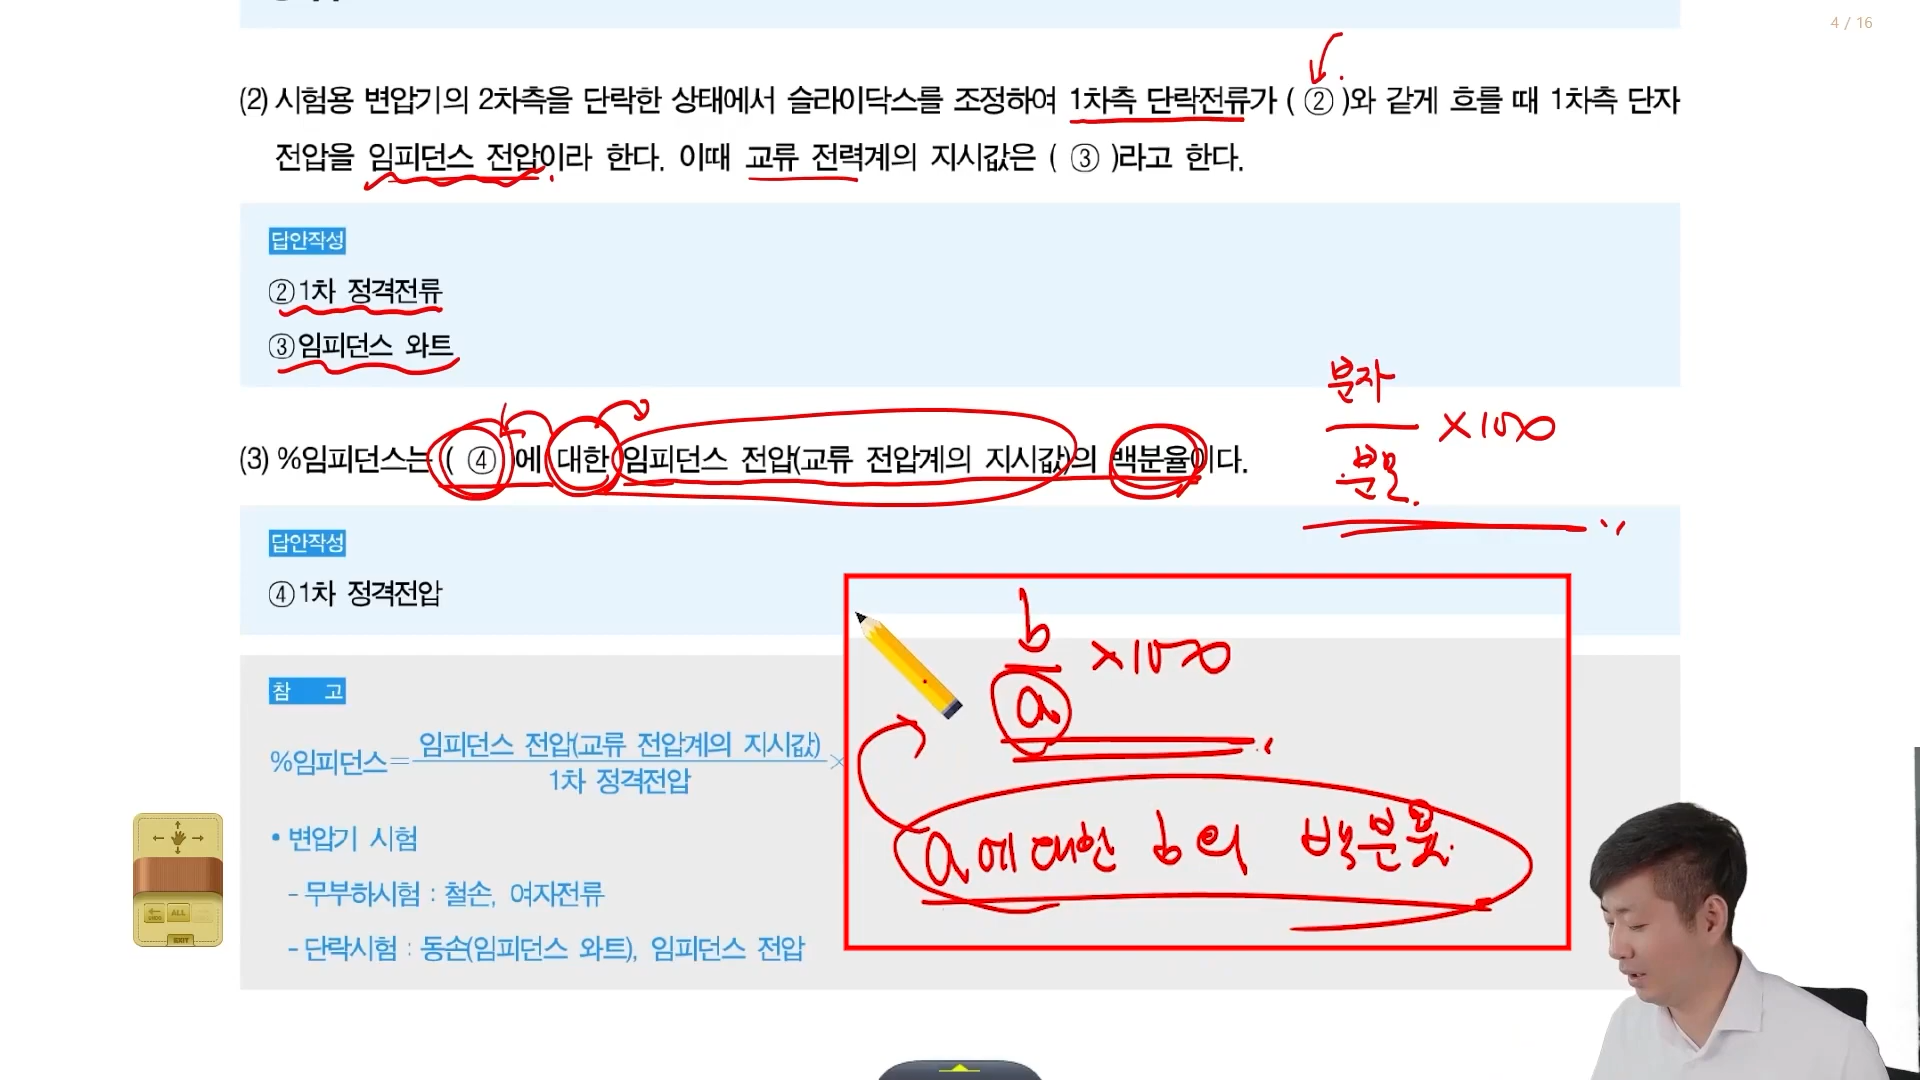 4 / 16
(2) 시험용 변압기의 2차측을 단락한 상태에서 슬라이닥스를 조정하여 1차측 단락전류가 ( ② )와 같게 흐를 때 1차측 단자
전압을 임피던스 전압이라 한다. 이때 교류 전력계의 지시값은 ( ③ )라고 한다.
답안작성
② 1차 정격전류
③ 임피던스 와트
분자
분모
×100
(3) %임피던스는 ( ④ )에 대한 임피던스 전압(교류 전압계의 지시값)의 백분율이다.
답안작성
④ 1차 정격전압
b
a
×100
a에 대한 b의 백분율
참 고
%임피던스= 임피던스 전압(교류 전압계의 지시값)
1차 정격전압
×
• 변압기 시험
- 무부하시험 : 철손, 여자전류
- 단락시험 : 동손(임피던스 와트), 임피던스 전압
ALL
EXIT